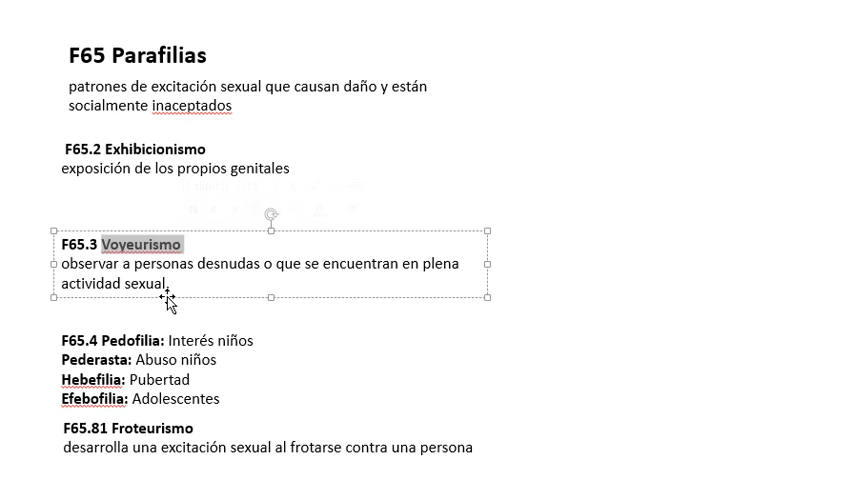 F65 Parafilias
patrones de excitación sexual que causan daño y están
socialmente inaceptados
F65.2 Exhibicionismo
exposición de los propios genitales
F65.3 Voyeurismo
observar a personas desnudas o que se encuentran en plena
actividad sexual.
F65.4 Pedofilia: Interés niños
Pederasta: Abuso niños
Hebefilia: Pubertad
Efebofilia: Adolescentes
F65.81 Froteurismo
desarrolla una excitación sexual al frotarse contra una persona